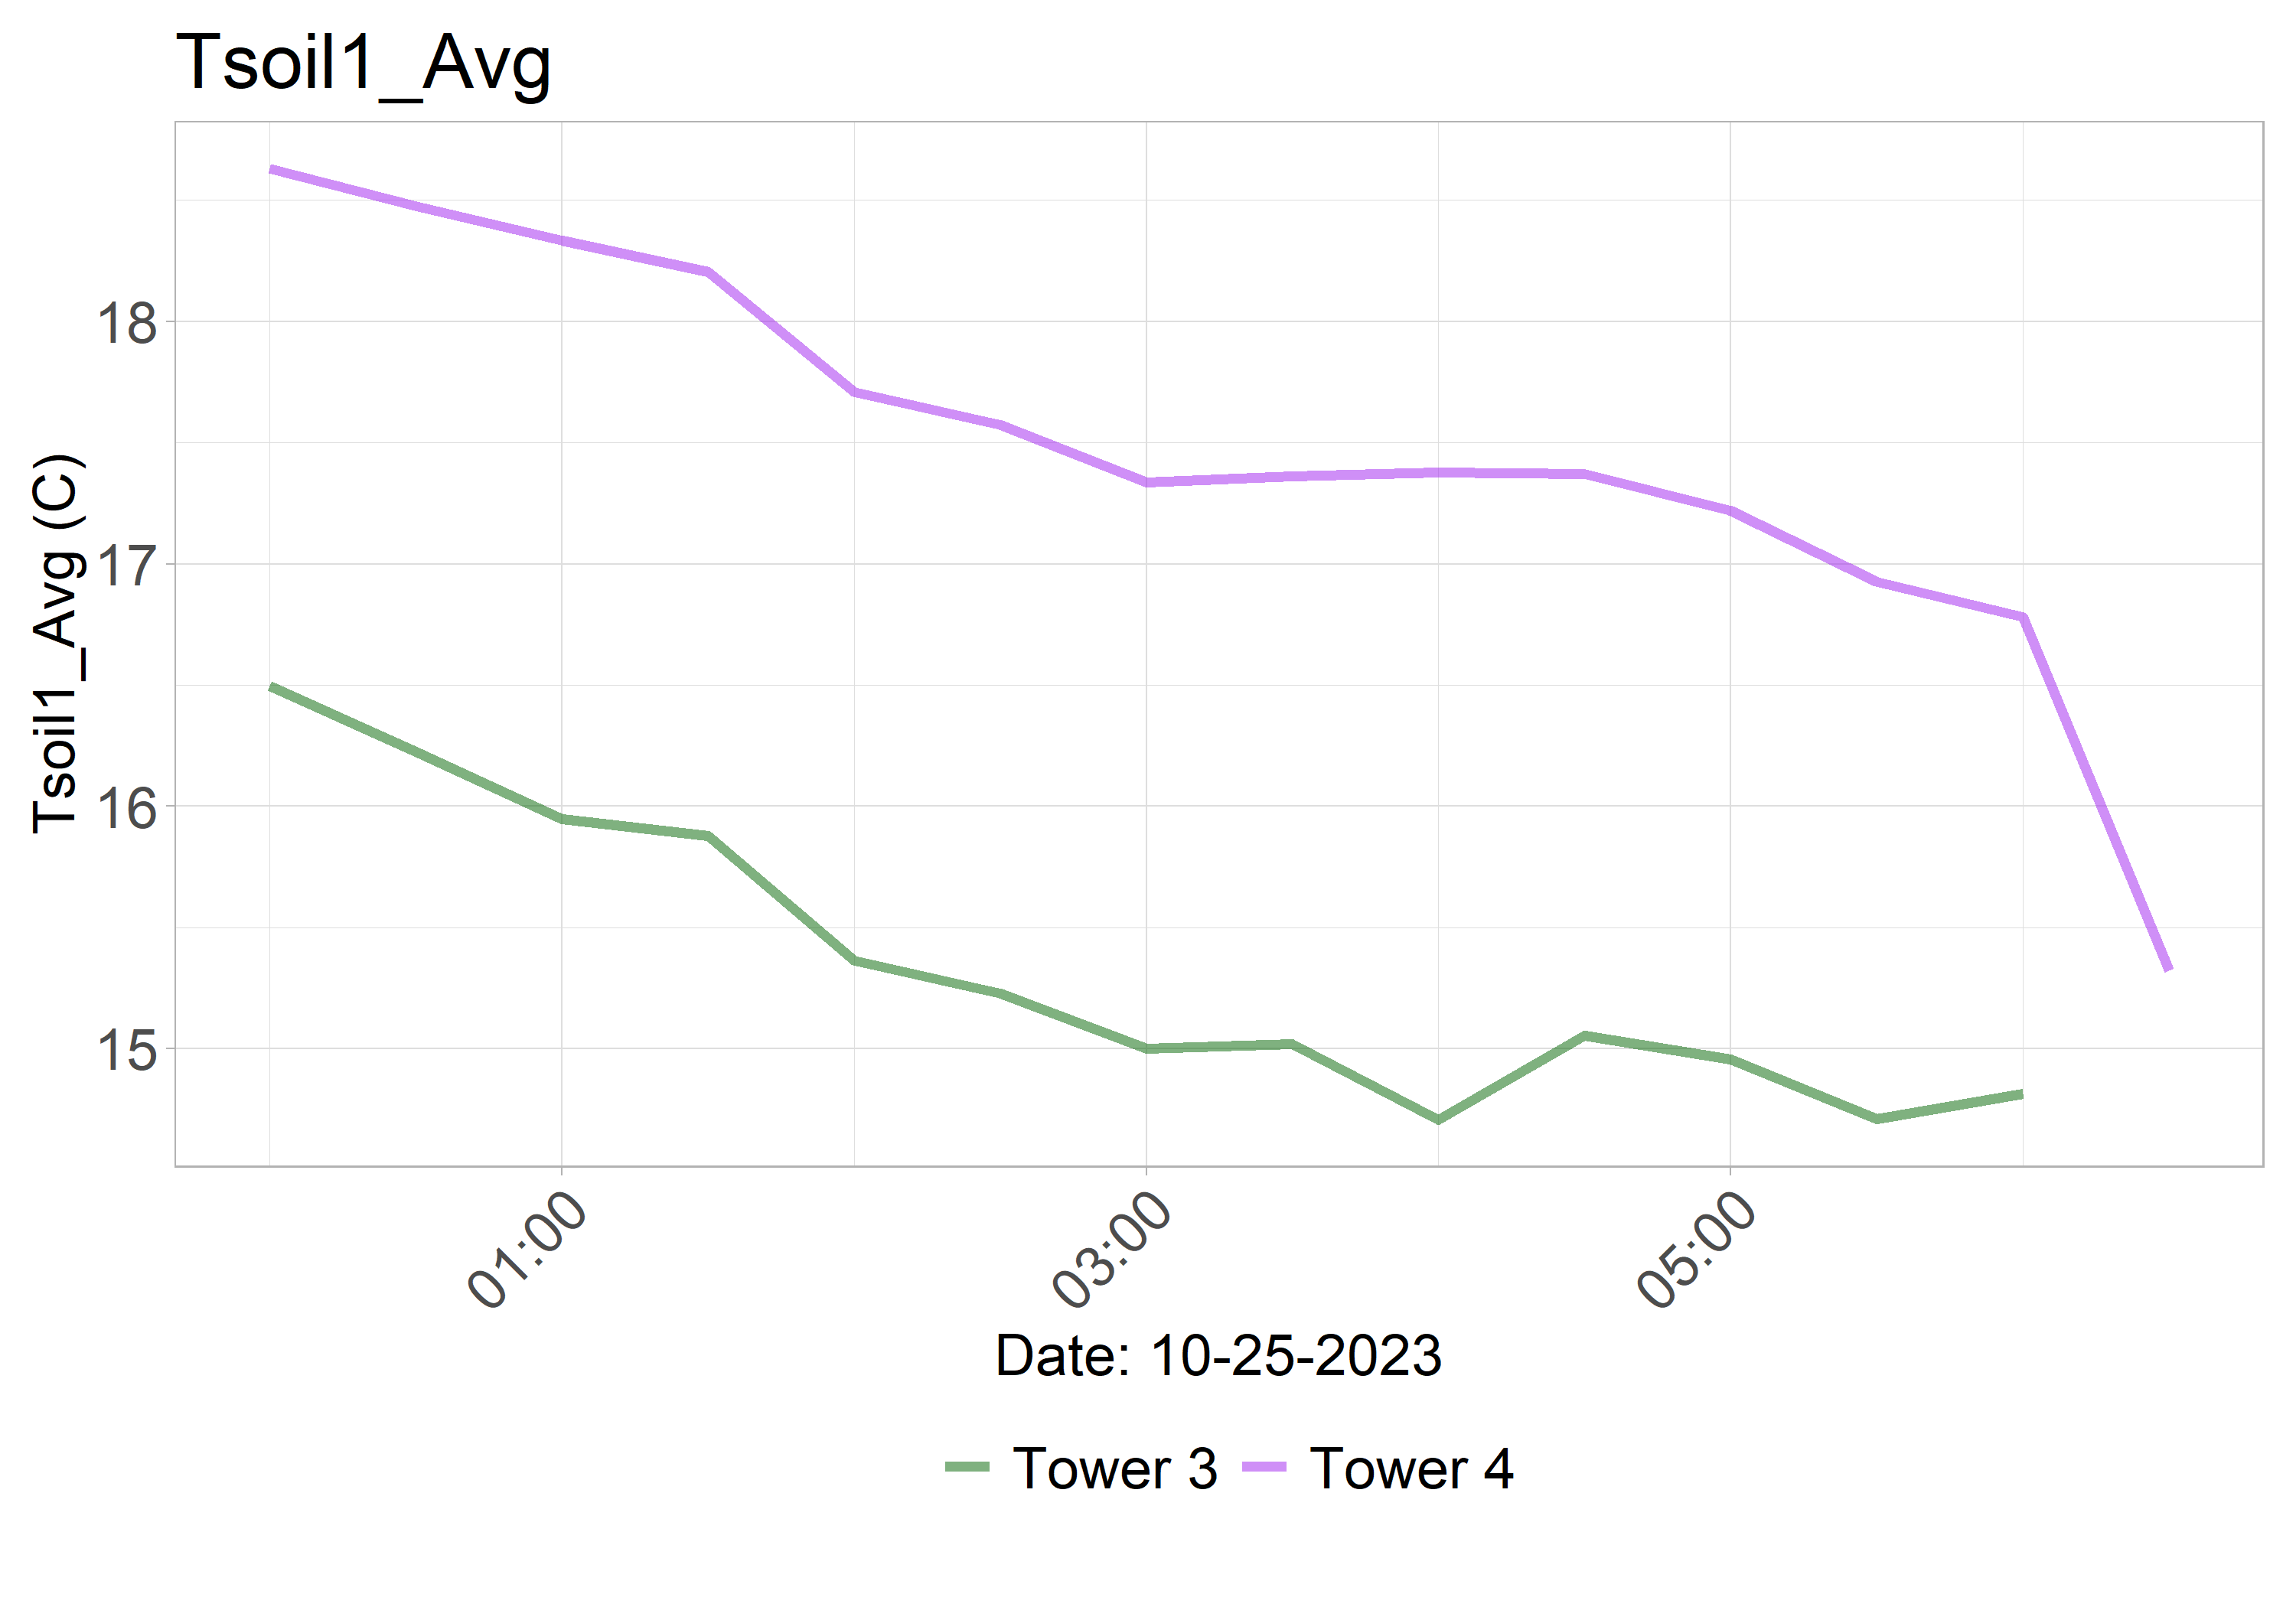 Tsoil1_Avg
Tsoil1_Avg (C)
18
17
16
15
01:00 03:00 05:00
Date: 10-25-2023
Tower 3 Tower 4